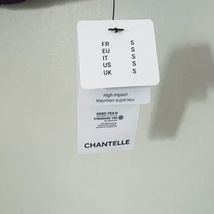 FR S
EU S
IT S
US S
UK S
High impact
Maintien supérieur
OEKO-TEX®
STANDARD 100
CHANTELLE